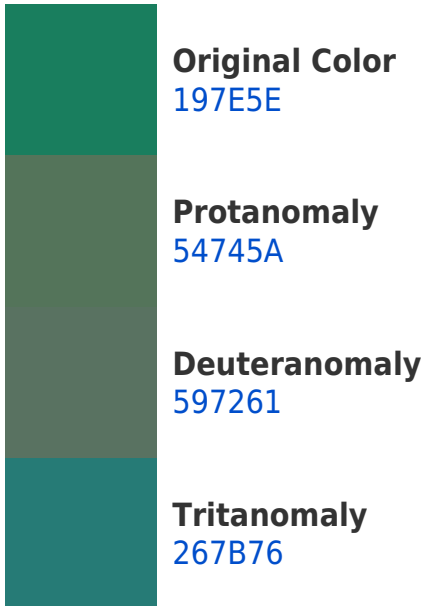 Original Color
197E5E
Protanomaly
54745A
Deuteranomaly
597261
Tritanomaly
267B76